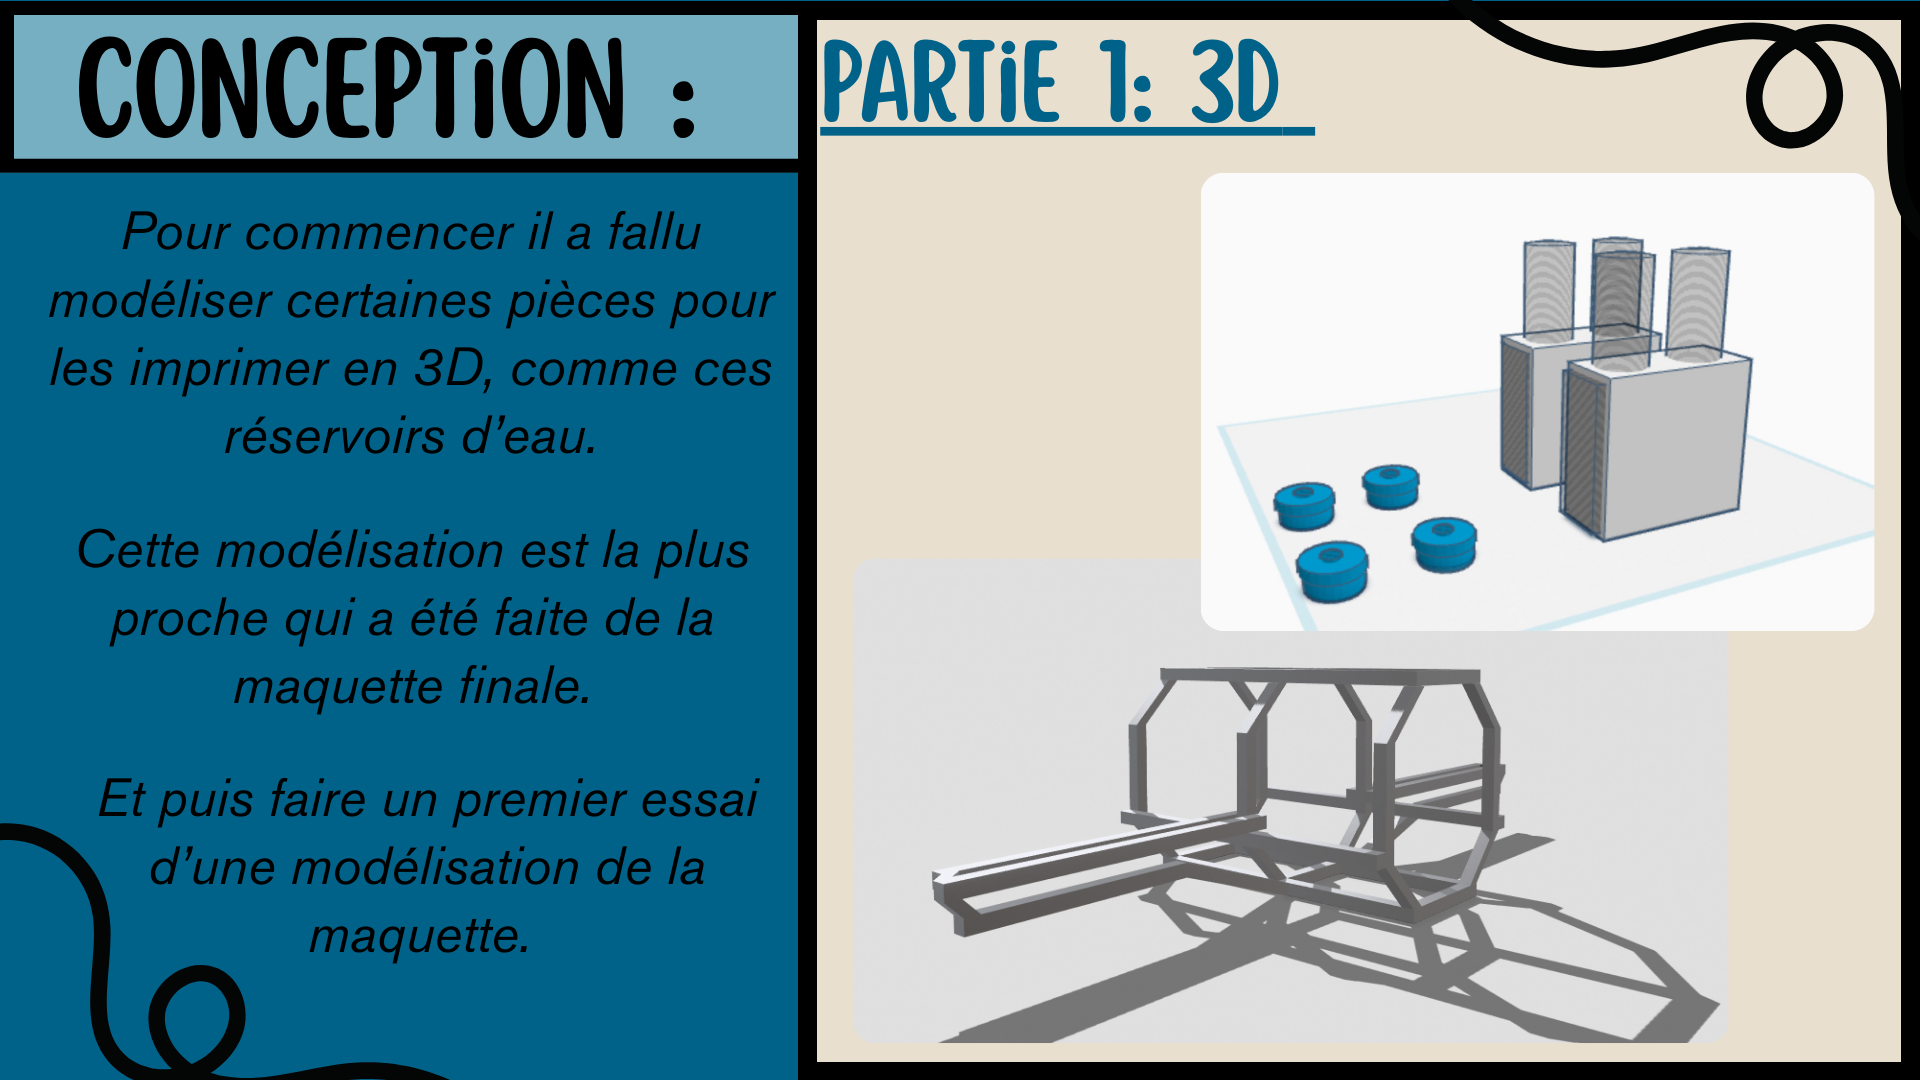 CONCEPTION :
PARTIE 1: 3D
Pour commencer il a fallu
modéliser certaines pièces pour
les imprimer en 3D, comme ces
réservoirs d’eau.
Cette modélisation est la plus
proche qui a été faite de la
maquette finale.
Et puis faire un premier essai
d’une modélisation de la
maquette.